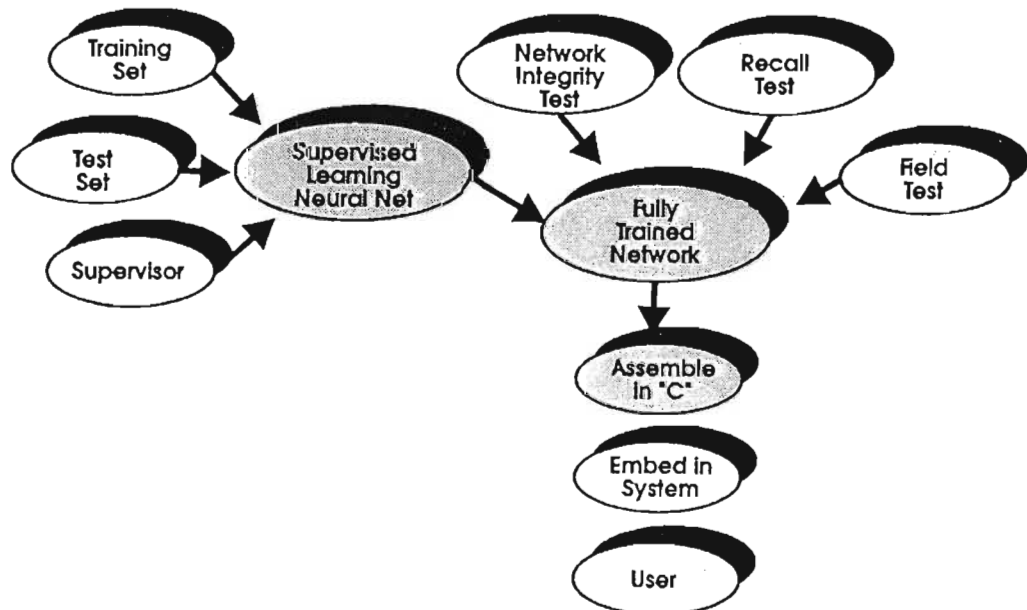 Training
Set
Test
Set
Supervisor
Supervised
Learning
Neural Net
Network
Integrity
Test
Recall
Test
Field
Test
Fully
Trained
Network
Assemble
in "C"
Embed in
System
User